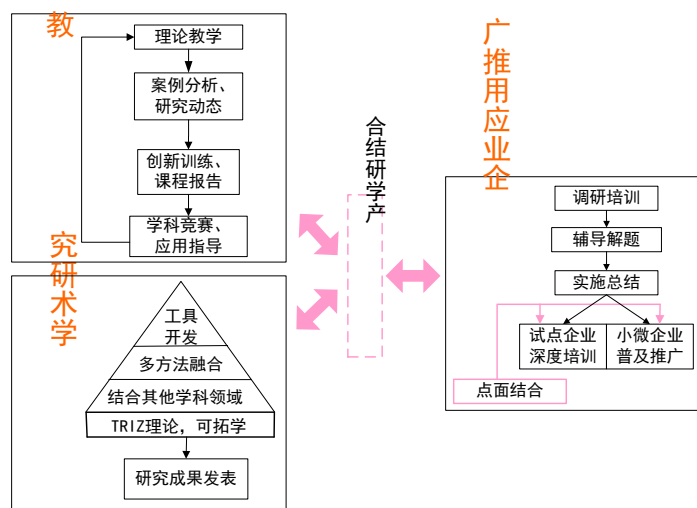 教
理论教学
案例分析、
研究动态
创新训练、
课程报告
学科竞赛、
应用指导
究研术学
工具
开发
多方法融合
结合其他学科领域
TRIZ理论，可拓学
研究成果发表
合结研学产
广推用应业企
调研培训
辅导解题
实施总结
试点企业
深度培训
小微企业
普及推广
点面结合